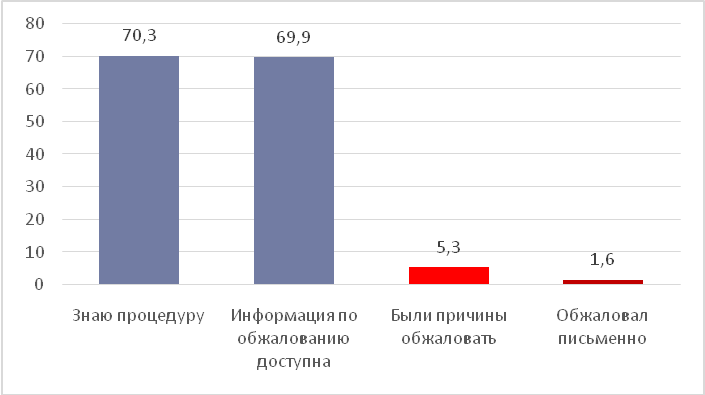 80
70
60
50
40
30
20
10
0
70,3
69,9
5,3
1,6
Знаю процедуру
Информация по
обжалованию
доступна
Были причины
обжаловать
Обжаловал
письменно